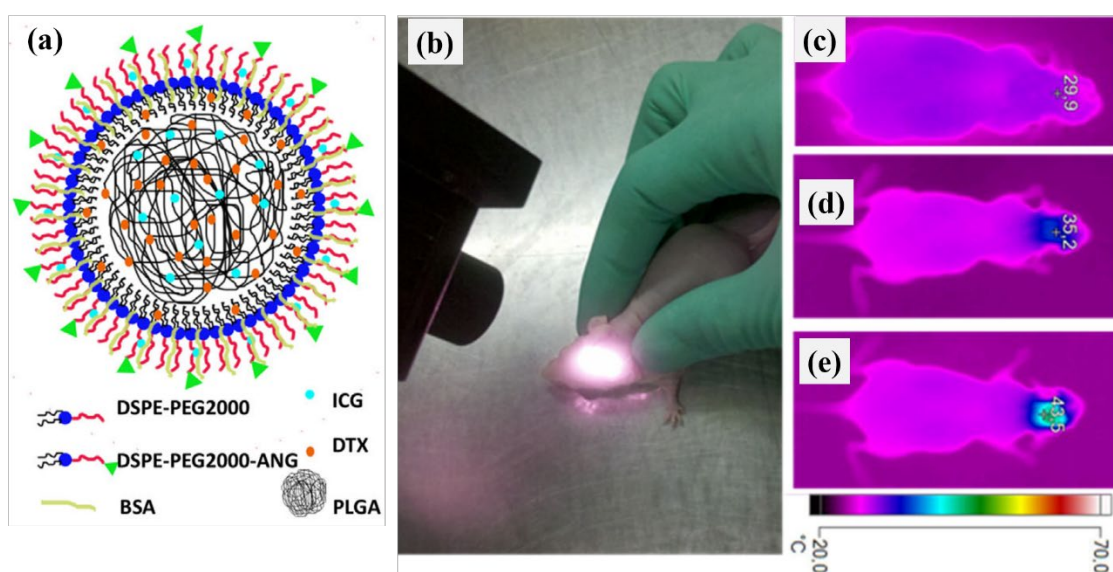 (a)
DSPE-PEG2000
DSPE-PEG2000-ANG
BSA
ICG
DTX
PLGA
(b)
(c)
29,9
(d)
35,2
(e)
43,5
20.0
70.0
°C